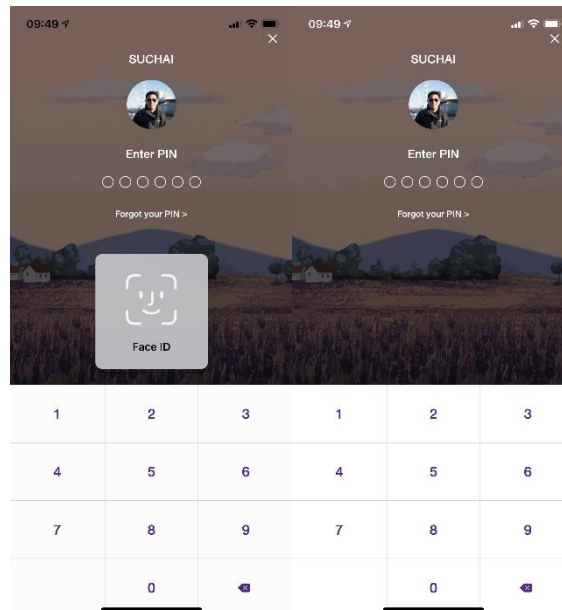 09:49
SUCHAI
Enter PIN
Forgot your PIN >
Face ID
1 2 3
4 5 6
7 8 9
0
09:49
SUCHAI
Enter PIN
Forgot your PIN >
1 2 3
4 5 6
7 8 9
0